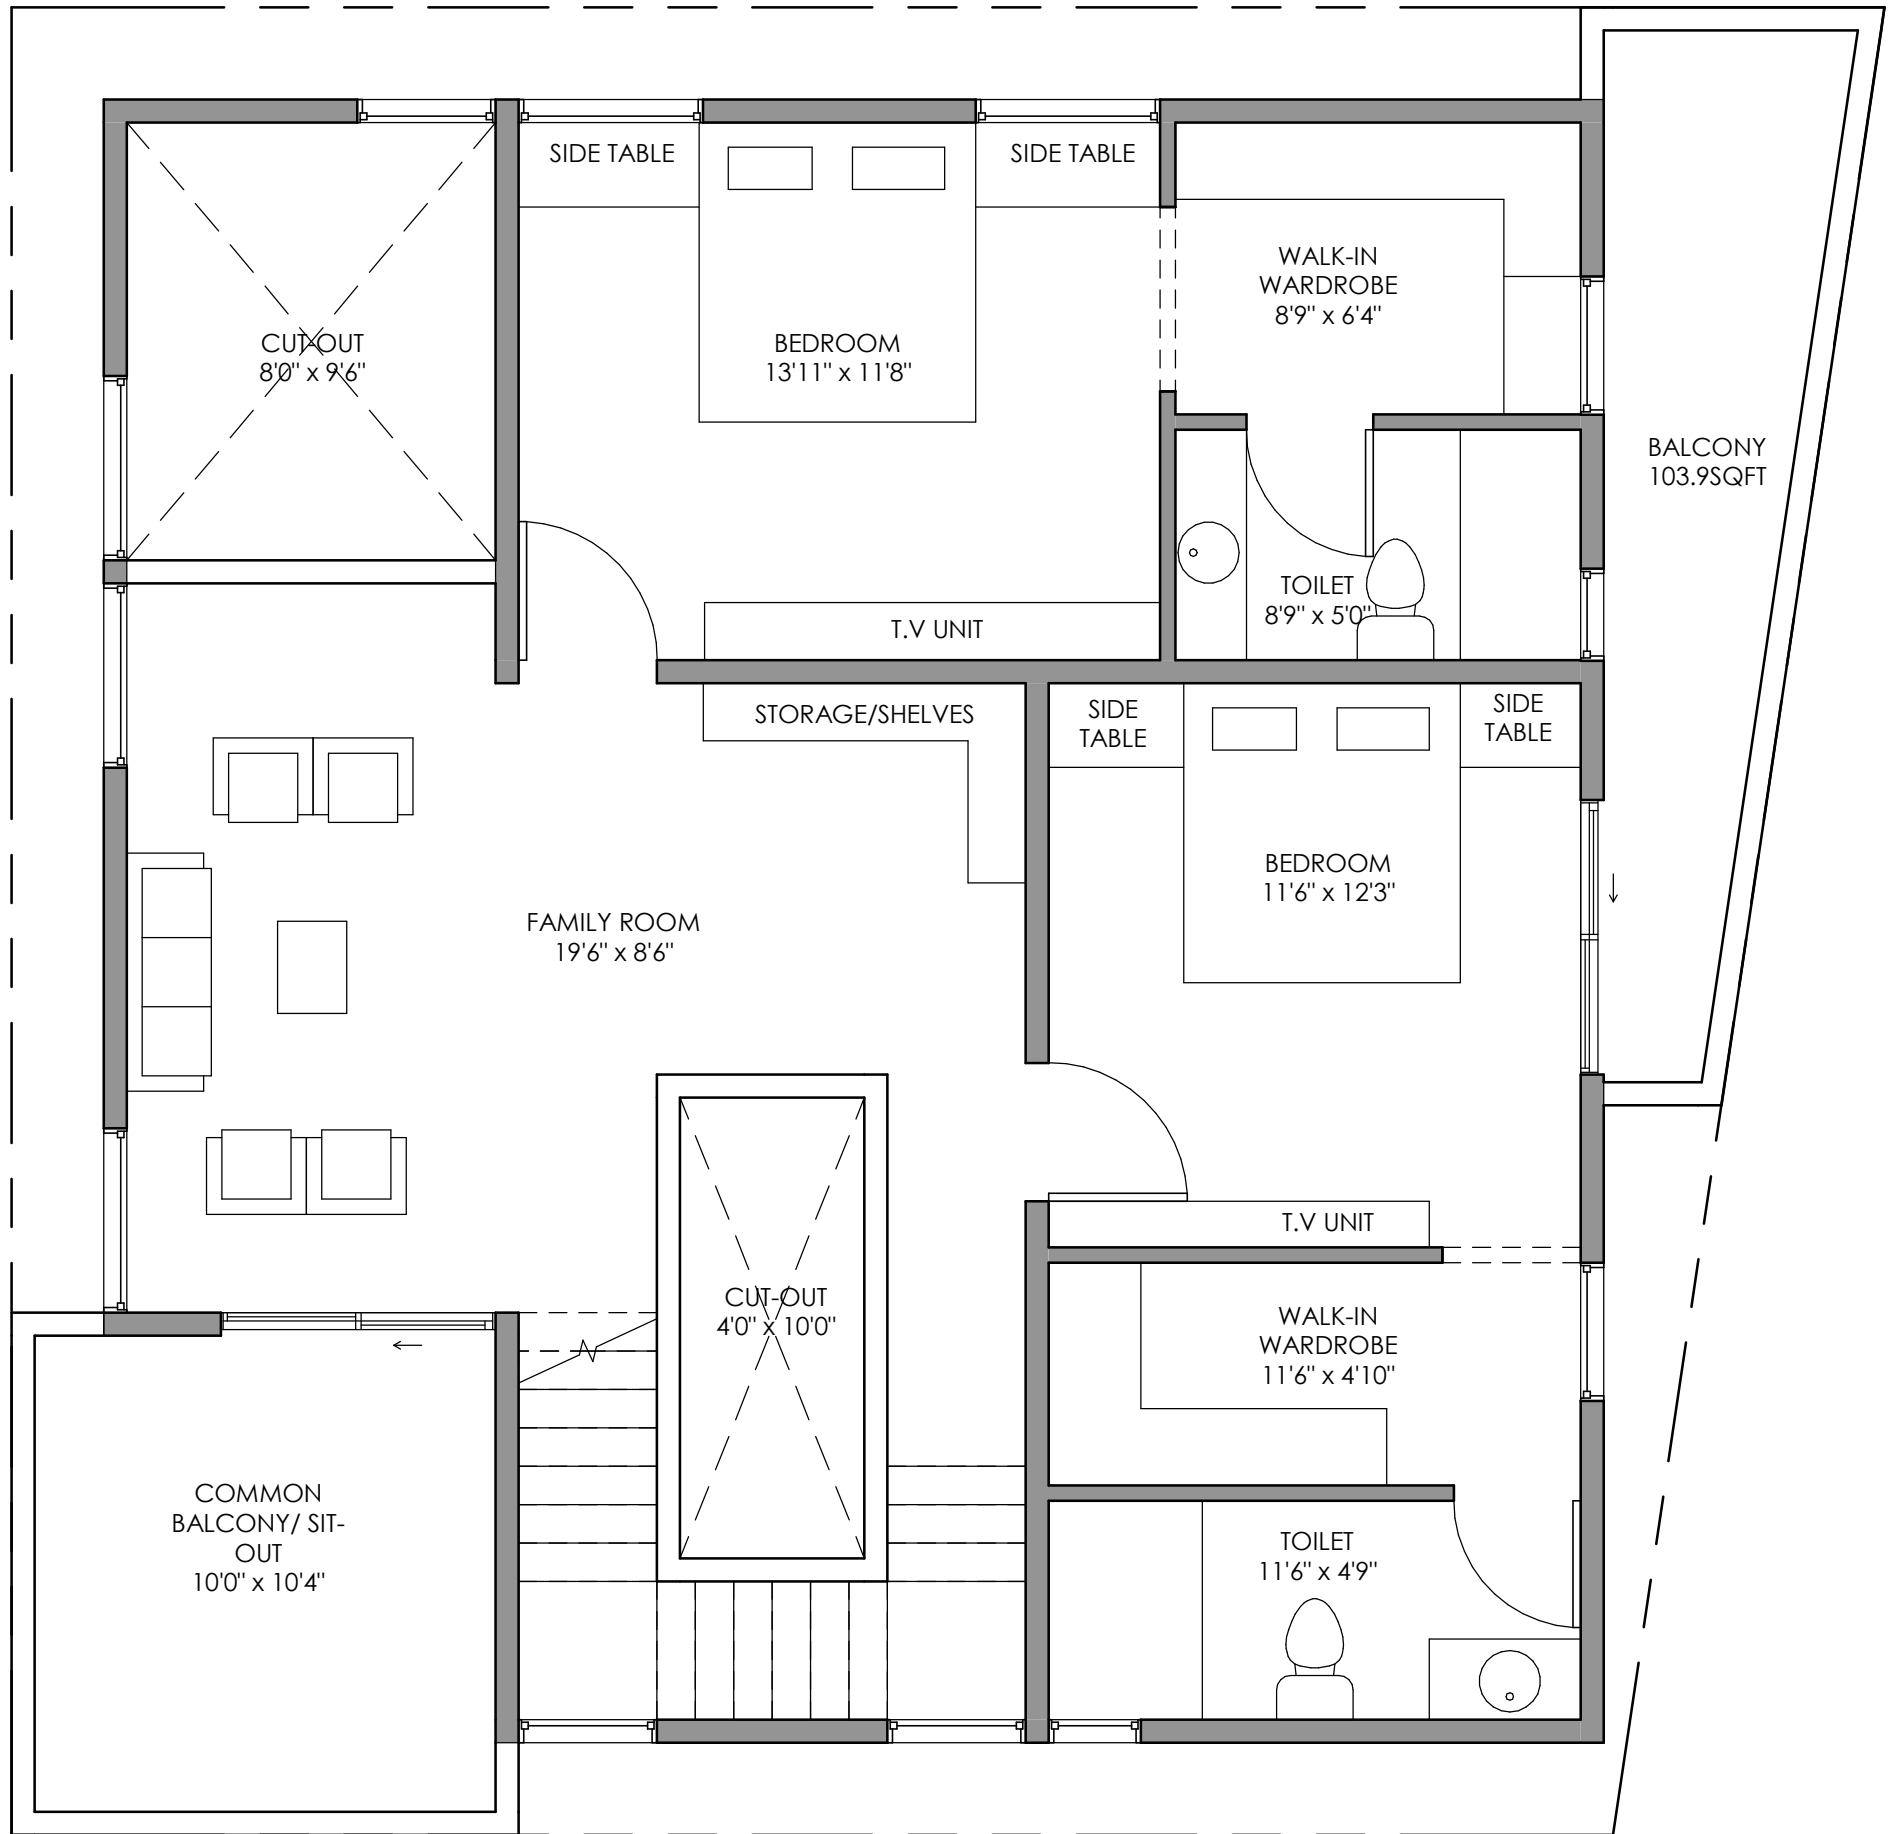 SIDE TABLE
SIDE TABLE
WALK-IN
WARDROBE
8'9" x 6'4"
CUT-OUT
8'0" x 9'6"
BEDROOM
13'11" x 11'8"
BALCONY
103.9SQFT
TOILET
8'9" x 5'0"
T.V UNIT
STORAGE/SHELVES
SIDE
TABLE
SIDE
TABLE
BEDROOM
11'6" x 12'3"
FAMILY ROOM
19'6" x 8'6"
T.V UNIT
CUT-OUT
4'0" x 10'0"
WALK-IN
WARDROBE
11'6" x 4'10"
COMMON
BALCONY/ SIT-
OUT
10'0" x 10'4"
TOILET
11'6" x 4'9"